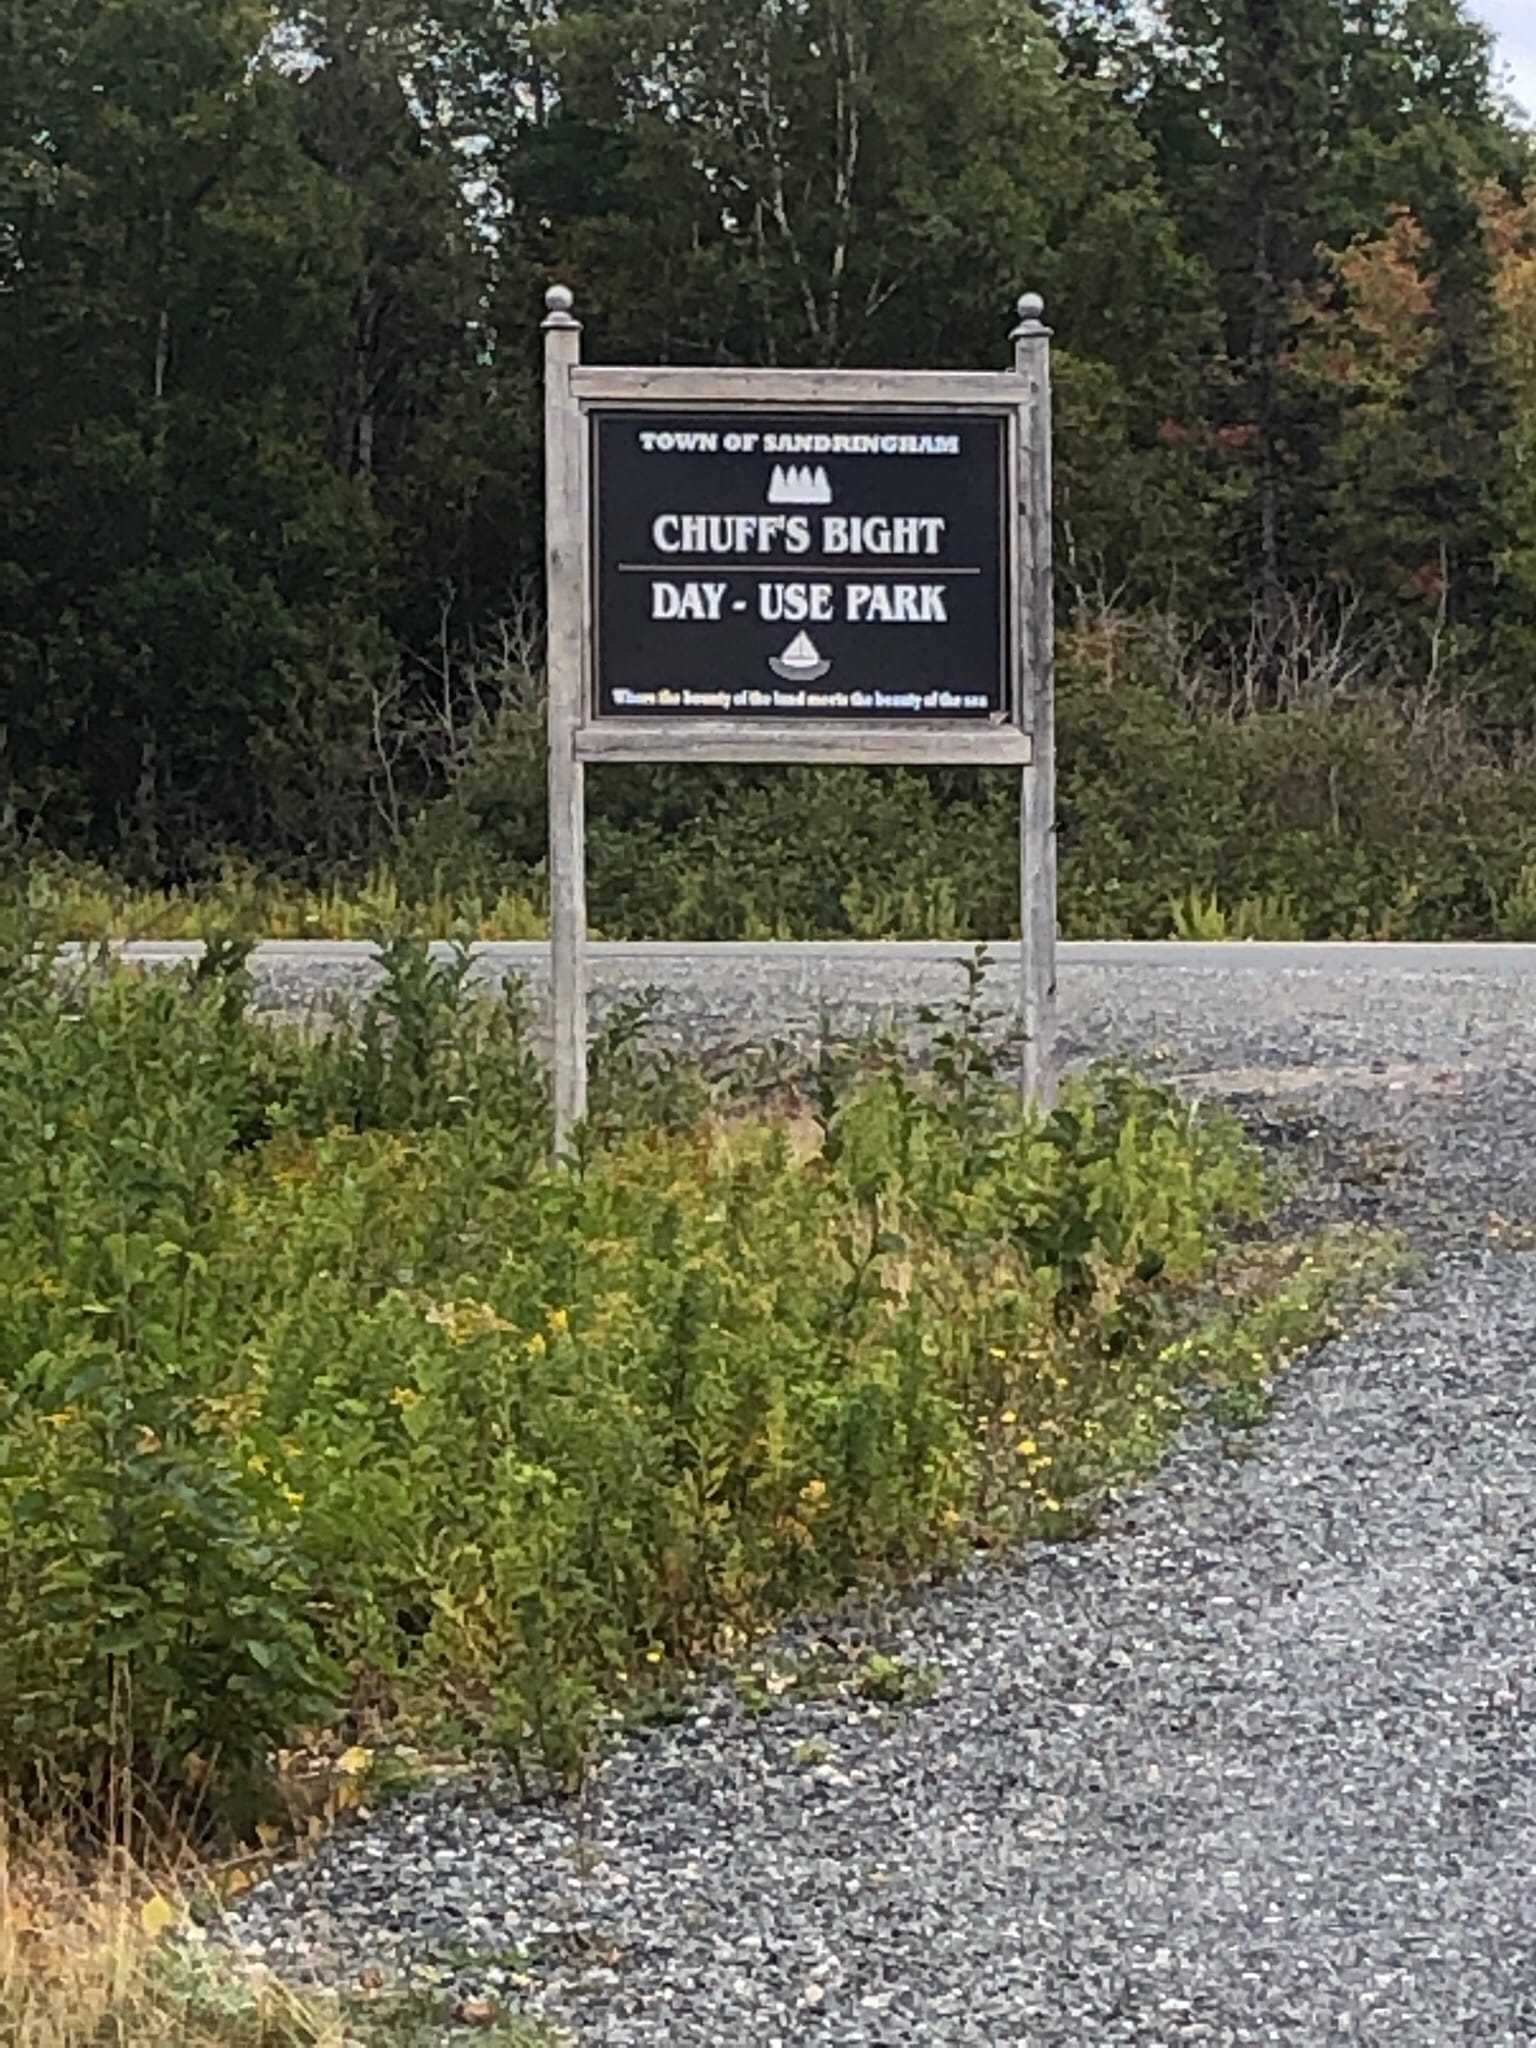 TOWN OF SANDRINGHAM
CHUFF'S BIGHT
DAY - USE PARK
Where the bounty of the land meets the beauty of the sea